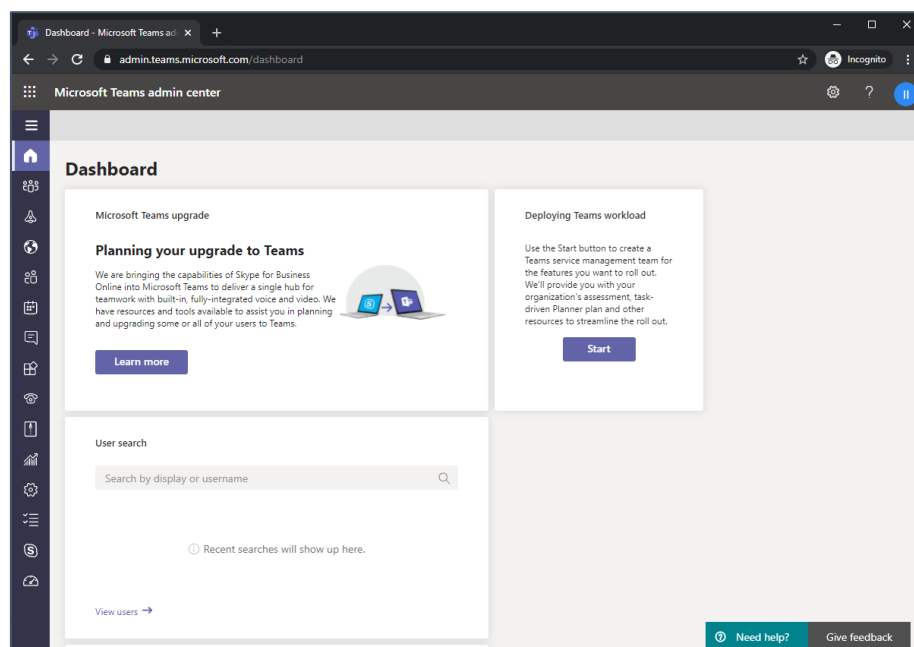 Dashboard - Microsoft Teams ad
admin.teams.microsoft.com/dashboard
Incognito
Microsoft Teams admin center
?
II
Dashboard
Microsoft Teams upgrade
Planning your upgrade to Teams
We are bringing the capabilities of Skype for Business
Online into Microsoft Teams to deliver a single hub for
teamwork with built-in, fully-integrated voice and video. We
have resources and tools available to assist you in planning
and upgrading some or all of your users to Teams.
Learn more
Deploying Teams workload
Use the Start button to create a
Teams service management team for
the features you want to roll out.
We'll provide you with your
organization's assessment, task-
driven Planner plan and other
resources to streamline the roll out.
Start
User search
Search by display or username
Recent searches will show up here.
View users
Need help?
Give feedback